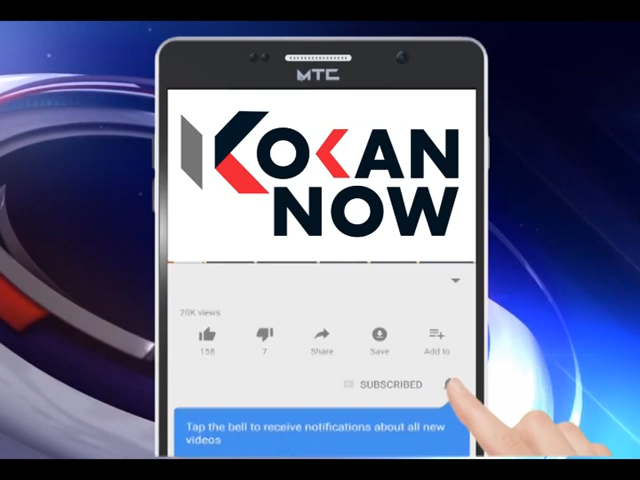 MTC
KOKAN
NOW
20K views
158
7
Share
Save
Add to
SUBSCRIBED
Tap the bell to receive notifications about all new
videos